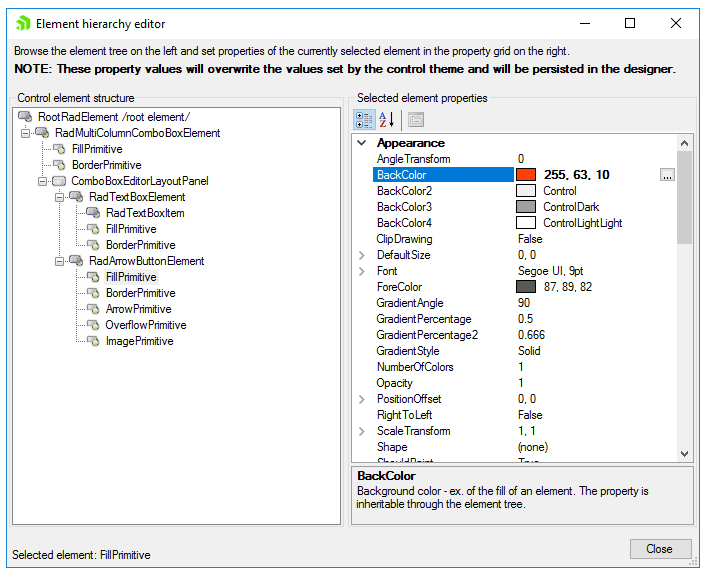 Element hierarchy editor
Browse the element tree on the left and set properties of the currently selected element in the property grid on the right.
NOTE: These property values will overwrite the values set by the control theme and will be persisted in the designer.
Control element structure
RootRadElement /root element/
RadMultiColumnComboBoxElement
FillPrimitive
BorderPrimitive
ComboBoxEditorLayoutPanel
RadTextBoxElement
RadTextBoxItem
FillPrimitive
BorderPrimitive
RadArrowButtonElement
FillPrimitive
BorderPrimitive
ArrowPrimitive
OverflowPrimitive
ImagePrimitive
Selected element properties
A
Z
Appearance
AngleTransform 0
BackColor 255, 63, 10 ...
BackColor2 Control
BackColor3 ControlDark
BackColor4 ControlLightLight
ClipDrawing False
DefaultSize 0, 0
Font Segoe UI, 9pt
ForeColor 87, 89, 82
GradientAngle 90
GradientPercentage 0.5
GradientPercentage2 0.666
GradientStyle Solid
NumberOfColors 1
Opacity 1
PositionOffset 0, 0
RightToLeft False
ScaleTransform 1, 1
Shape (none)
ShouldPaint True
BackColor
Background color - ex. of the fill of an element. The property is
inheritable through the element tree.
Selected element: FillPrimitive
Close